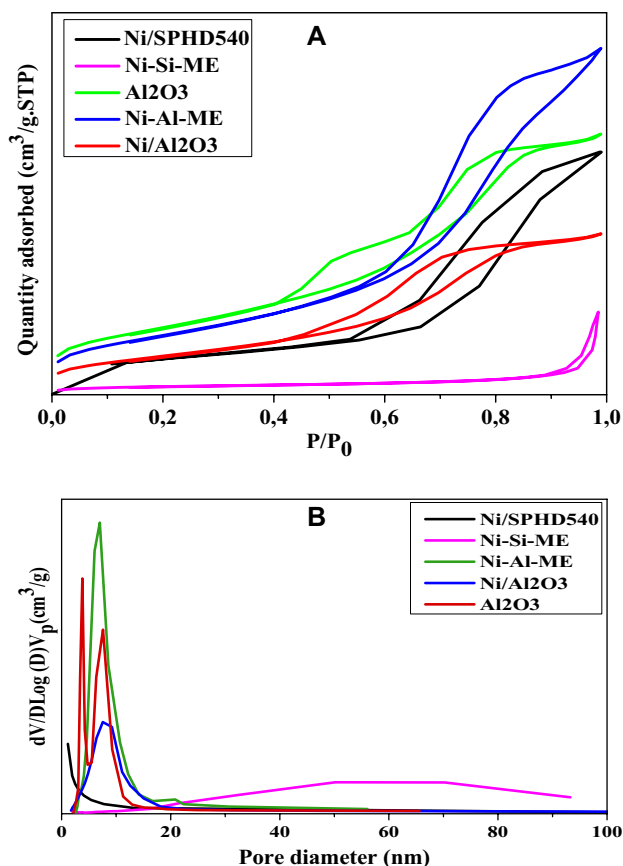 A
Ni/SPHD540
Ni-Si-ME
Al2O3
Ni-Al-ME
Ni/Al2O3
Quantity adsorbed (cm³/g,STP)
0,0 0,2 0,4 0,6 0,8 1,0
P/P₀
B
Ni/SPHD540
Ni-Si-ME
Ni-Al-ME
Ni/Al2O3
Al2O3
dV/DLog (D)Vₚ(cm³/g)
0 20 40 60 80 100
Pore diameter (nm)